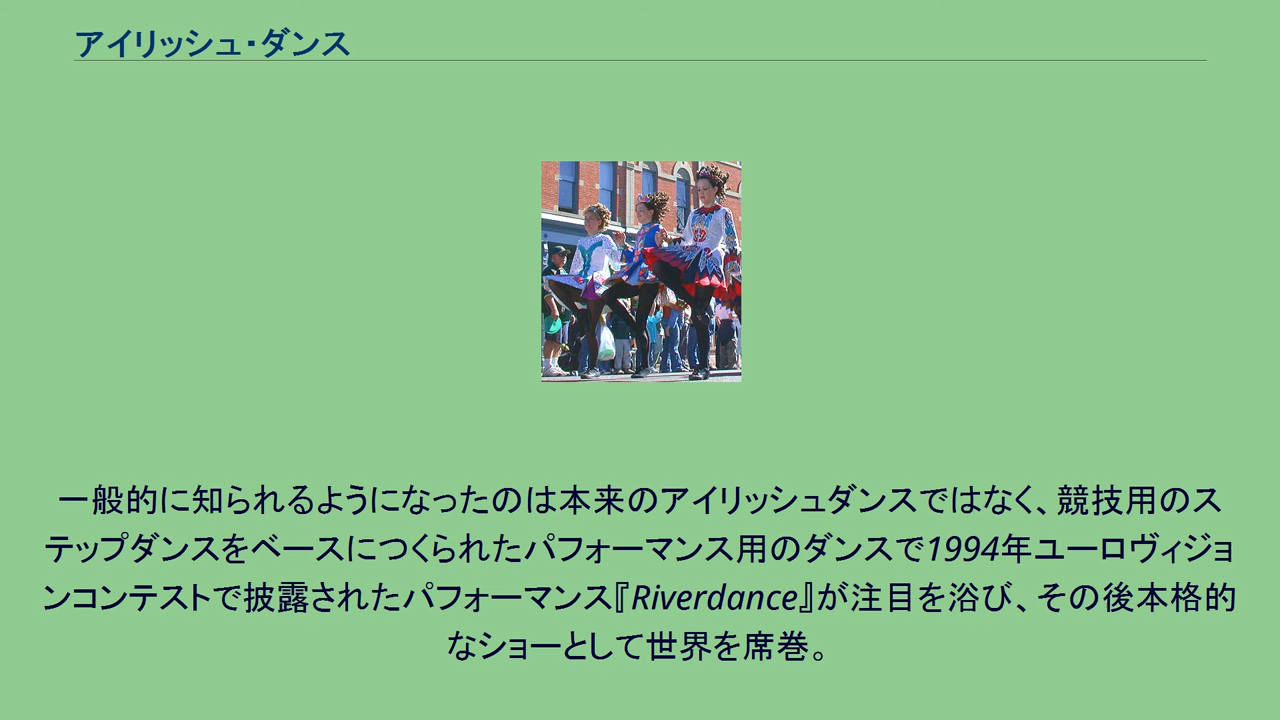 アイリッシュ・ダンス
一般的に知られるようになったのは本来のアイリッシュダンスではなく、競技用のス
テップダンスをベースにつくられたパフォーマンス用のダンスで1994年ユーロヴィジョ
ンコンテストで披露されたパフォーマンス『Riverdance』が注目を浴び、その後本格的
なショーとして世界を席巻。